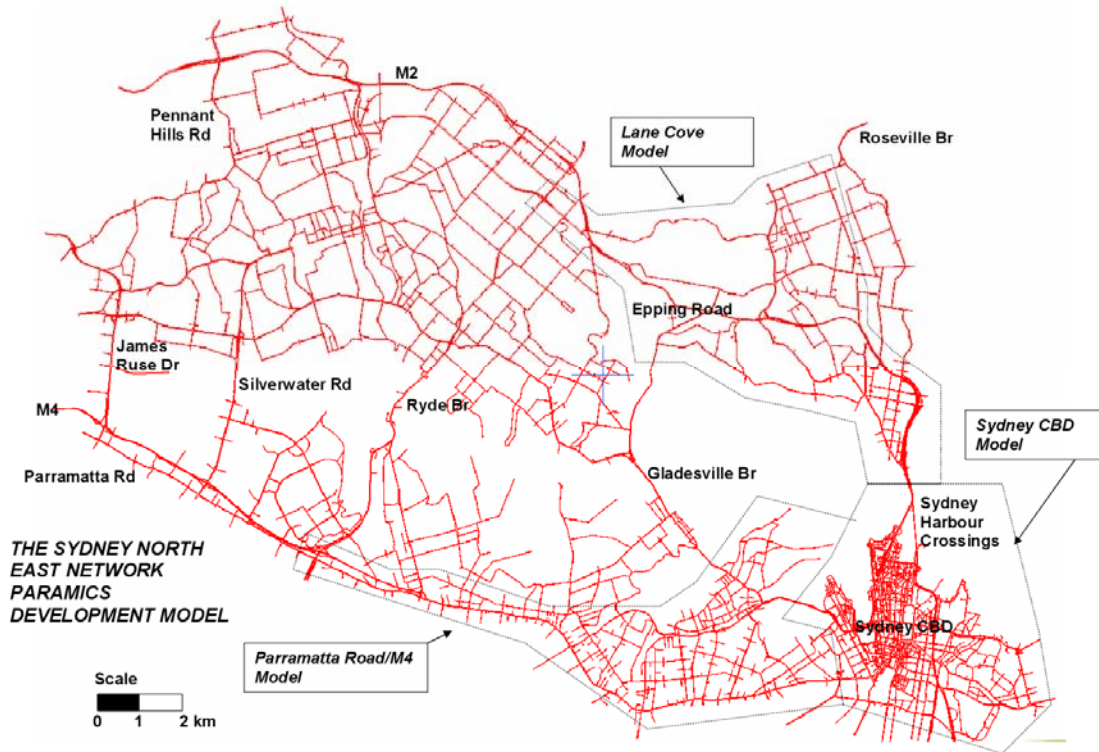 M2
Pennant
Hills Rd
Lane Cove
Model
Roseville Br
Epping Road
James
Ruse Dr
Silverwater Rd
Ryde Br
M4
Sydney CBD
Model
Parramatta Rd
Gladesville Br
Sydney
Harbour
Crossings
THE SYDNEY NORTH
EAST NETWORK
PARAMICS
DEVELOPMENT MODEL
Sydney CBD
Parramatta Road/M4
Model
Scale
0 1 2 km